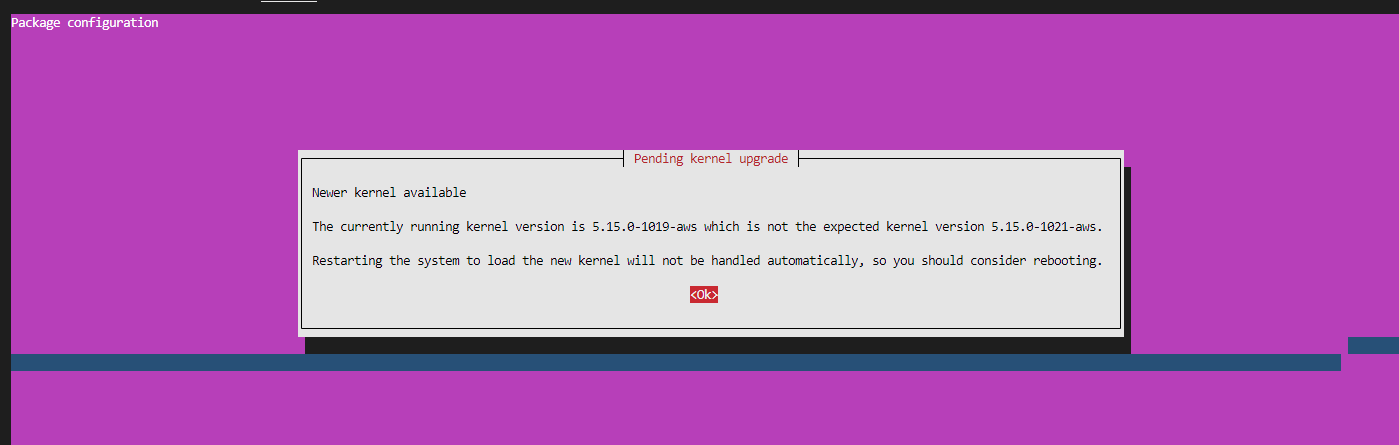 Package configuration
Pending kernel upgrade
Newer kernel available
The currently running kernel version is 5.15.0-1019-aws which is not the expected kernel version 5.15.0-1021-aws.
Restarting the system to load the new kernel will not be handled automatically, so you should consider rebooting.
<Ok>